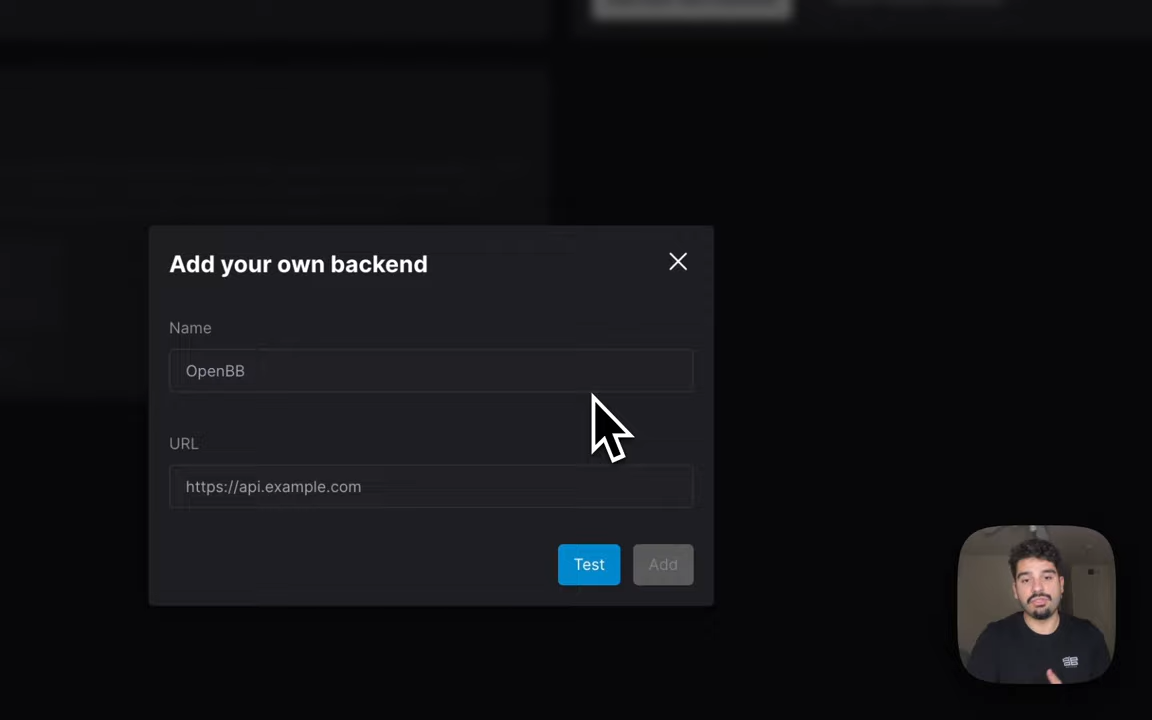 Add your own backend
Name
OpenBB
URL
https://api.example.com
Test
Add